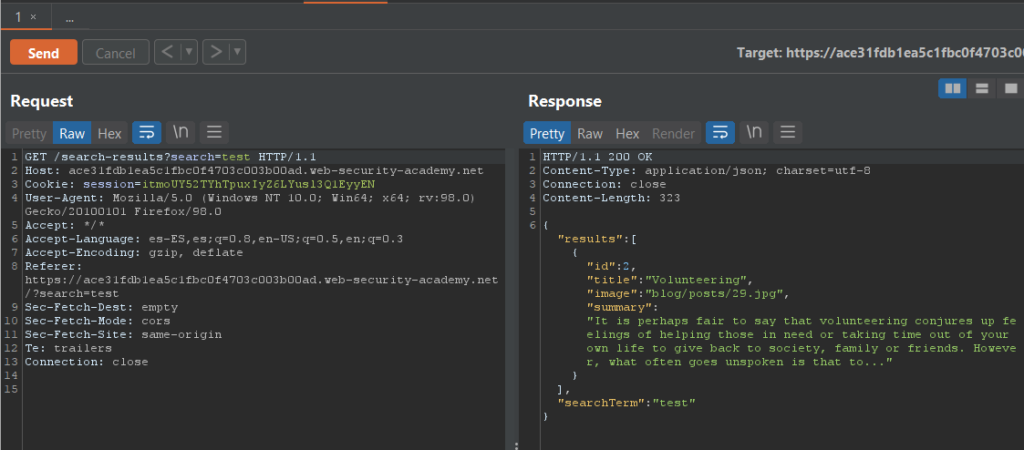 1 × ...
Send Cancel < > Target: https://ace31fdb1ea5c1fbc0f4703c00
Request
Pretty Raw Hex \n
1 GET /search-results?search=test HTTP/1.1
2 Host: ace31fdb1ea5c1fbc0f4703c003b00ad.web-security-academy.net
3 Cookie: session=itmoUY52TYhTpuxIyZ6LYusl3Q1EyyEN
4 User-Agent: Mozilla/5.0 (Windows NT 10.0; Win64; x64; rv:98.0)
Gecko/20100101 Firefox/98.0
5 Accept: */*
6 Accept-Language: es-ES,es;q=0.8,en-US;q=0.5,en;q=0.3
7 Accept-Encoding: gzip, deflate
8 Referer:
https://ace31fdb1ea5c1fbc0f4703c003b00ad.web-security-academy.net
/?search=test
9 Sec-Fetch-Dest: empty
10 Sec-Fetch-Mode: cors
11 Sec-Fetch-Site: same-origin
12 Te: trailers
13 Connection: close
14
15
Response
Pretty Raw Hex Render \n
1 HTTP/1.1 200 OK
2 Content-Type: application/json; charset=utf-8
3 Connection: close
4 Content-Length: 323
5
6 {
"results":[
{
"id":2,
"title":"Volunteering",
"image":"blog/posts/29.jpg",
"summary":
"It is perhaps fair to say that volunteering conjures up fe
elings of helping those in need or taking time out of your
own life to give back to society, family or friends. Howeve
r, what often goes unspoken is that to..."
}
],
"searchTerm":"test"
}